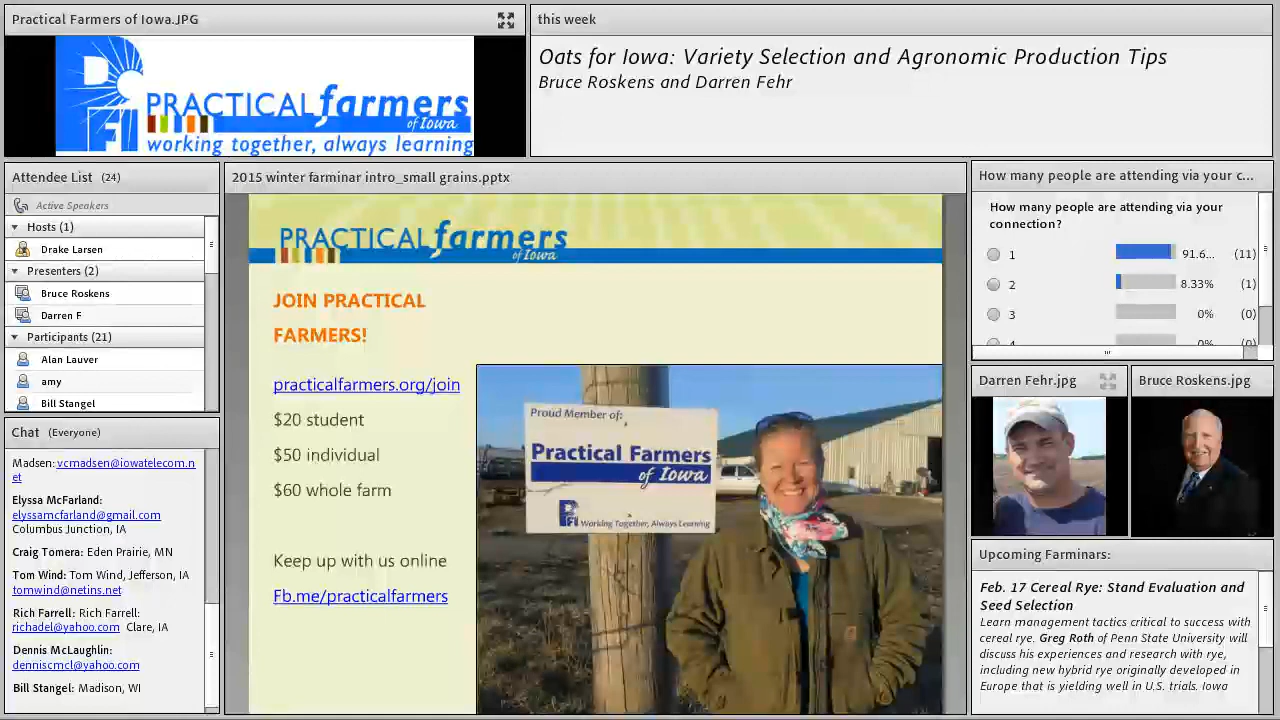 Practical Farmers of Iowa.JPG
PFI
PRACTICAL farmers
of Iowa
working together, always learning
this week
Oats for Iowa: Variety Selection and Agronomic Production Tips
Bruce Roskens and Darren Fehr
Attendee List (24)
Active Speakers
Hosts (1)
Drake Larsen
Presenters (2)
Bruce Roskens
Darren F
Participants (21)
Alan Lauver
amy
Bill Stangel
Chat (Everyone)
Madsen: vcmadsen@iowatelecom.n
et
Elyssa McFarland:
elyssamcfarland@gmail.com
Columbus Junction, IA
Craig Tomera: Eden Prairie, MN
Tom Wind: Tom Wind, Jefferson, IA
tomwind@netins.net
Rich Farrell: Rich Farrell:
richadel@yahoo.com Clare, IA
Dennis McLaughlin:
denniscmcl@yahoo.com
Bill Stangel: Madison, WI
2015 winter farminar intro_small grains.pptx
PRACTICAL farmers
of Iowa
JOIN PRACTICAL
FARMERS!
practicalfarmers.org/join
$20 student
$50 individual
$60 whole farm
Keep up with us online
Fb.me/practicalfarmers
Proud Member of:
Practical Farmers
of Iowa
PFI
Working Together, Always Learning
How many people are attending via your c...
How many people are attending via your
connection?
1 91.6... (11)
2 8.33% (1)
3 0% (0)
4 0% (0)
Darren Fehr.jpg
Bruce Roskens.jpg
Upcoming Farminars:
Feb. 17 Cereal Rye: Stand Evaluation and
Seed Selection
Learn management tactics critical to success with
cereal rye. Greg Roth of Penn State University will
discuss his experiences and research with rye,
including new hybrid rye originally developed in
Europe that is yielding well in U.S. trials. Iowa